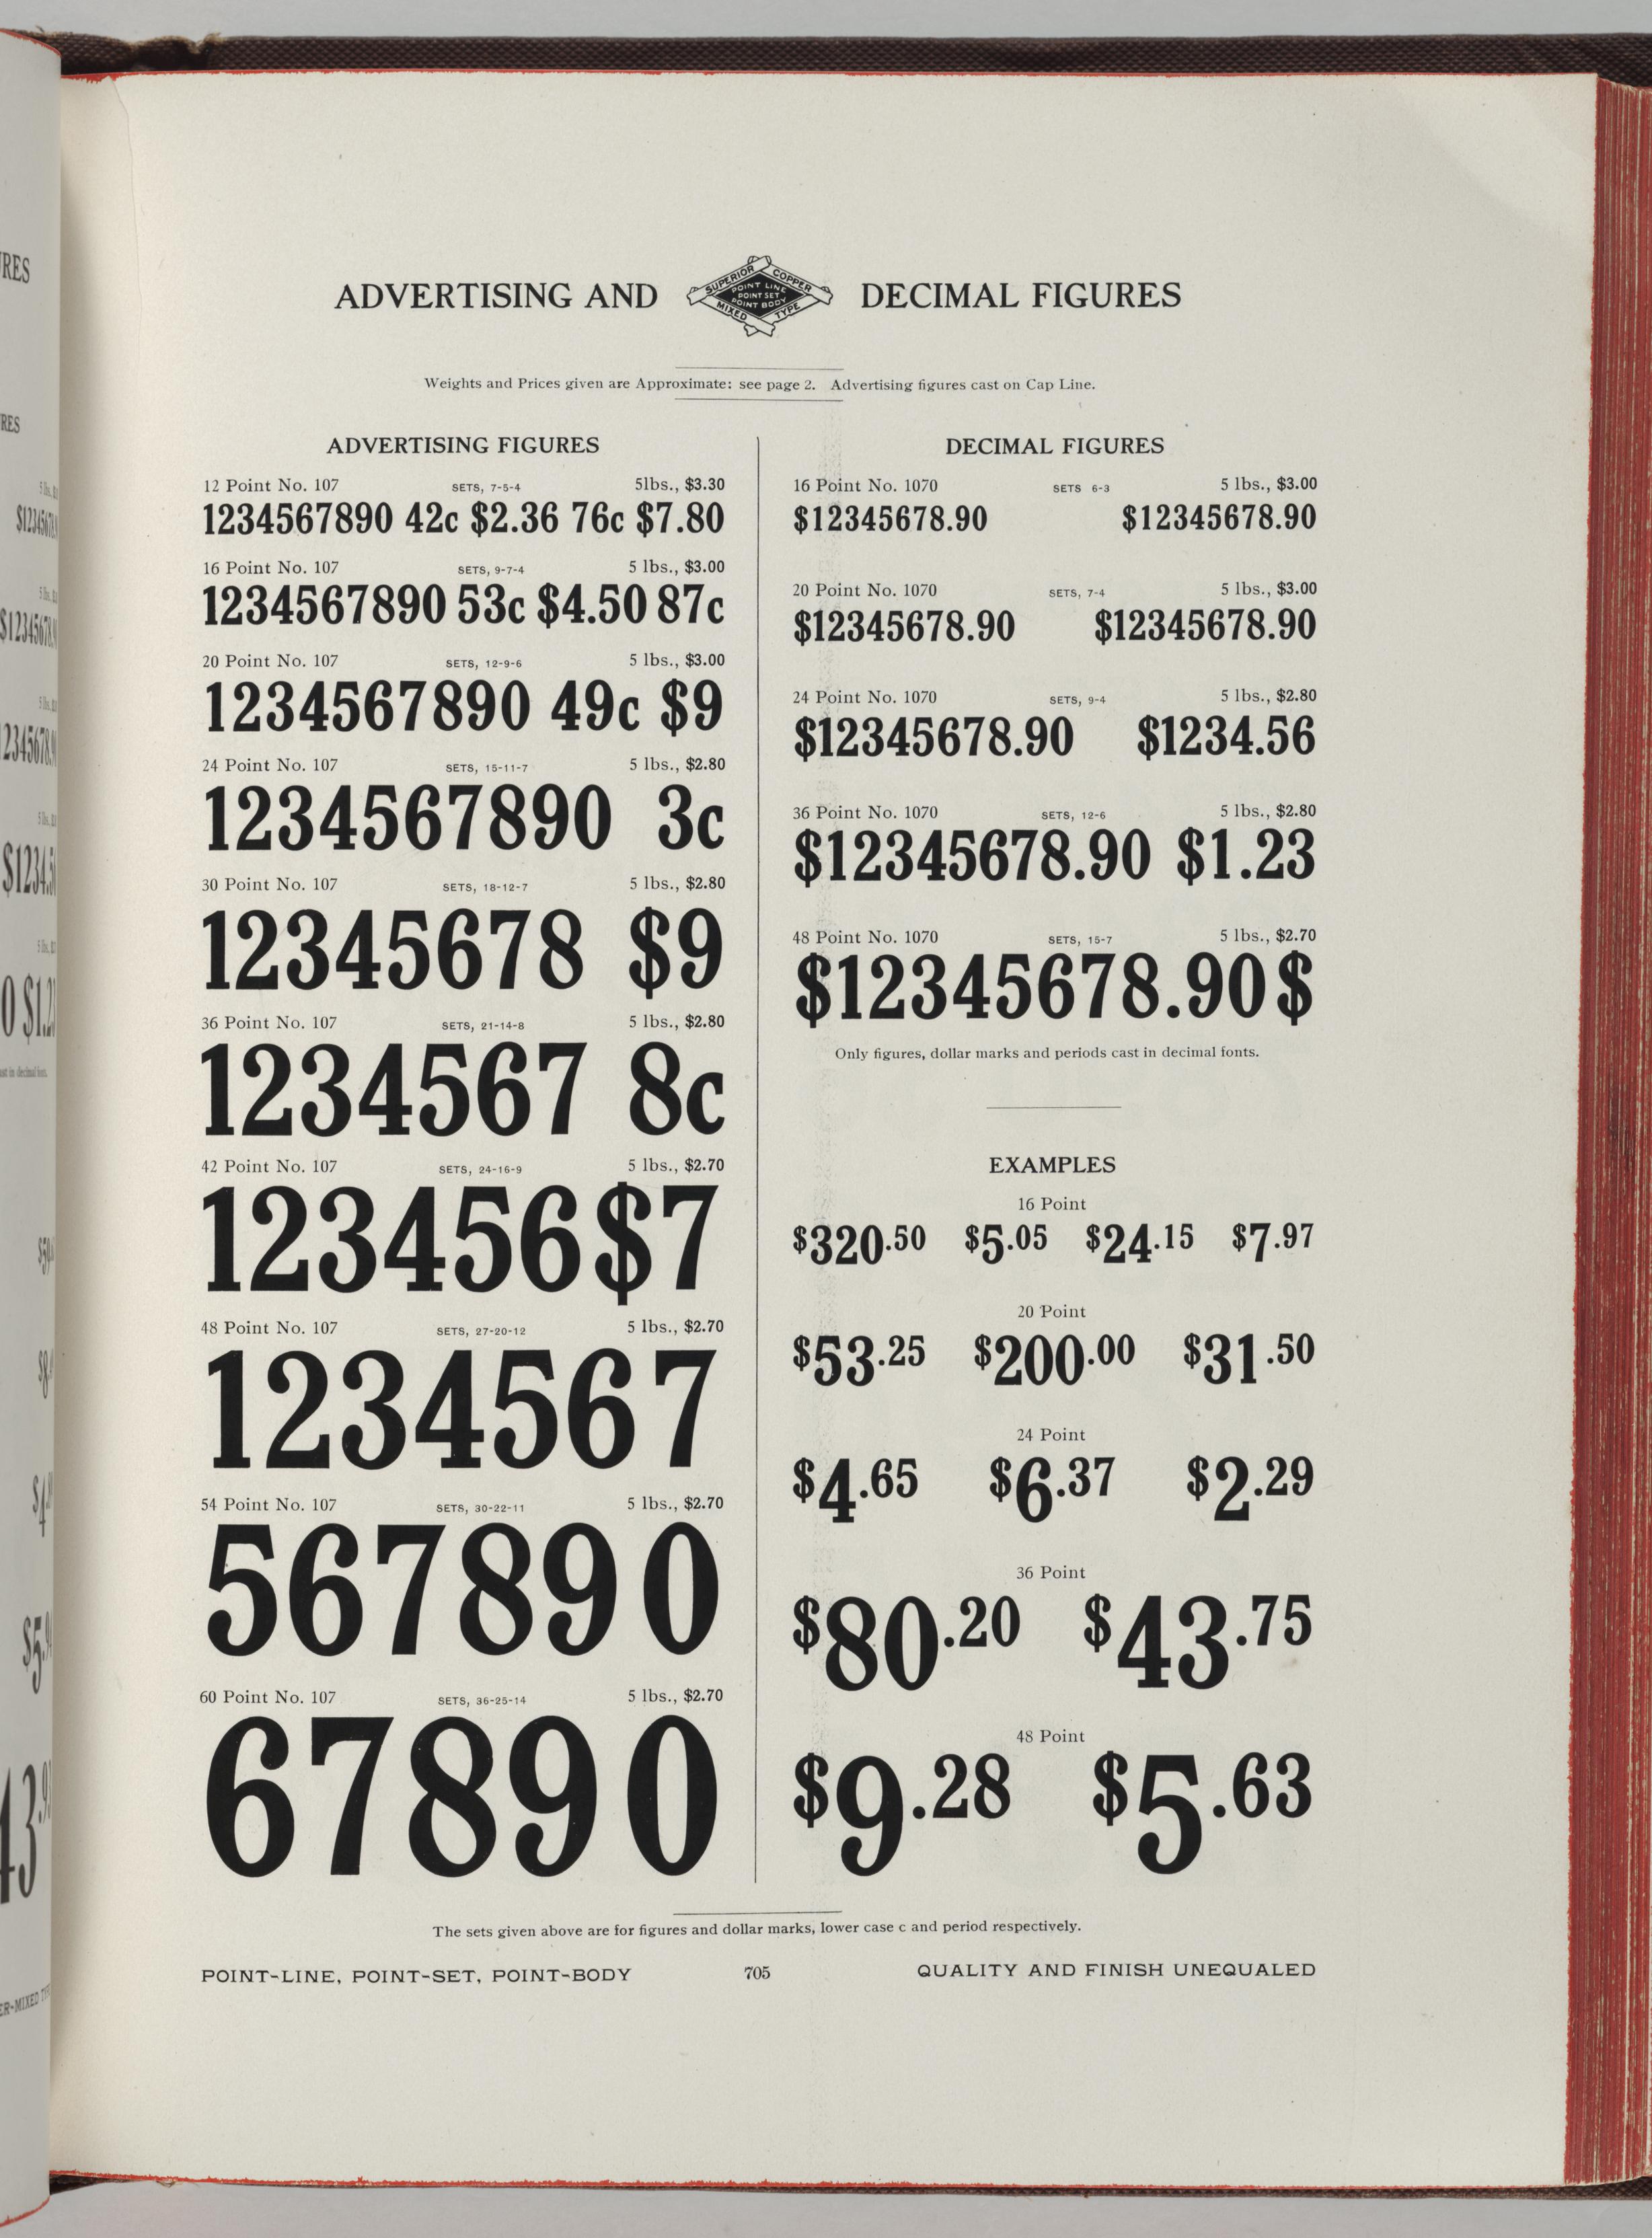 ADVERTISING AND DECIMAL FIGURES
SUPERIOR COPPER
POINT LINE
POINT SET
POINT BODY
MIXED TYPE
Weights and Prices given are Approximate: see page 2. Advertising figures cast on Cap Line.
ADVERTISING FIGURES
12 Point No. 107 SETS, 7-5-4 5lbs., $3.30
1234567890 42c $2.36 76c $7.80
16 Point No. 107 SETS, 9-7-4 5 lbs., $3.00
1234567890 53c $4.50 87c
20 Point No. 107 SETS, 12-9-6 5 lbs., $3.00
1234567890 49c $9
24 Point No. 107 SETS, 15-11-7 5 lbs., $2.80
1234567890 3c
30 Point No. 107 SETS, 18-12-7 5 lbs., $2.80
12345678 $9
36 Point No. 107 SETS, 21-14-8 5 lbs., $2.80
1234567 8c
42 Point No. 107 SETS, 24-16-9 5 lbs., $2.70
123456$7
48 Point No. 107 SETS, 27-20-12 5 lbs., $2.70
1234567
54 Point No. 107 SETS, 30-22-11 5 lbs., $2.70
567890
60 Point No. 107 SETS, 36-25-14 5 lbs., $2.70
67890
DECIMAL FIGURES
16 Point No. 1070 SETS 6-3 5 lbs., $3.00
$12345678.90 $12345678.90
20 Point No. 1070 SETS, 7-4 5 lbs., $3.00
$12345678.90 $12345678.90
24 Point No. 1070 SETS, 9-4 5 lbs., $2.80
$12345678.90 $1234.56
36 Point No. 1070 SETS, 12-6 5 lbs., $2.80
$12345678.90 $1.23
48 Point No. 1070 SETS, 15-7 5 lbs., $2.70
$12345678.90$
Only figures, dollar marks and periods cast in decimal fonts.
EXAMPLES
16 Point
$320.50 $5.05 $24.15 $7.97
20 Point
$53.25 $200.00 $31.50
24 Point
$4.65 $6.37 $2.29
36 Point
$80.20 $43.75
48 Point
$9.28 $5.63
The sets given above are for figures and dollar marks, lower case c and period respectively.
POINT-LINE, POINT-SET, POINT-BODY 705 QUALITY AND FINISH UNEQUALED